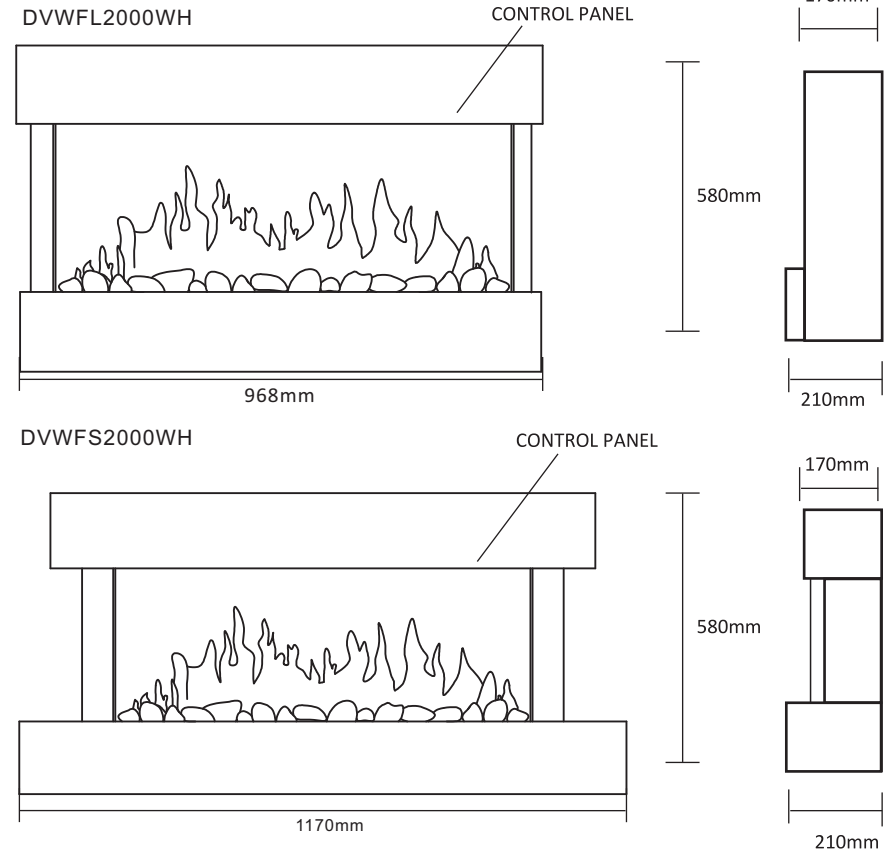 DVWFL2000WH
CONTROL PANEL
580mm
968mm
210mm
DVWFS2000WH
CONTROL PANEL
170mm
580mm
1170mm
210mm